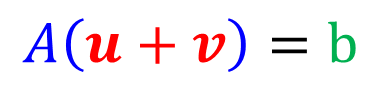 A(u + v) = b